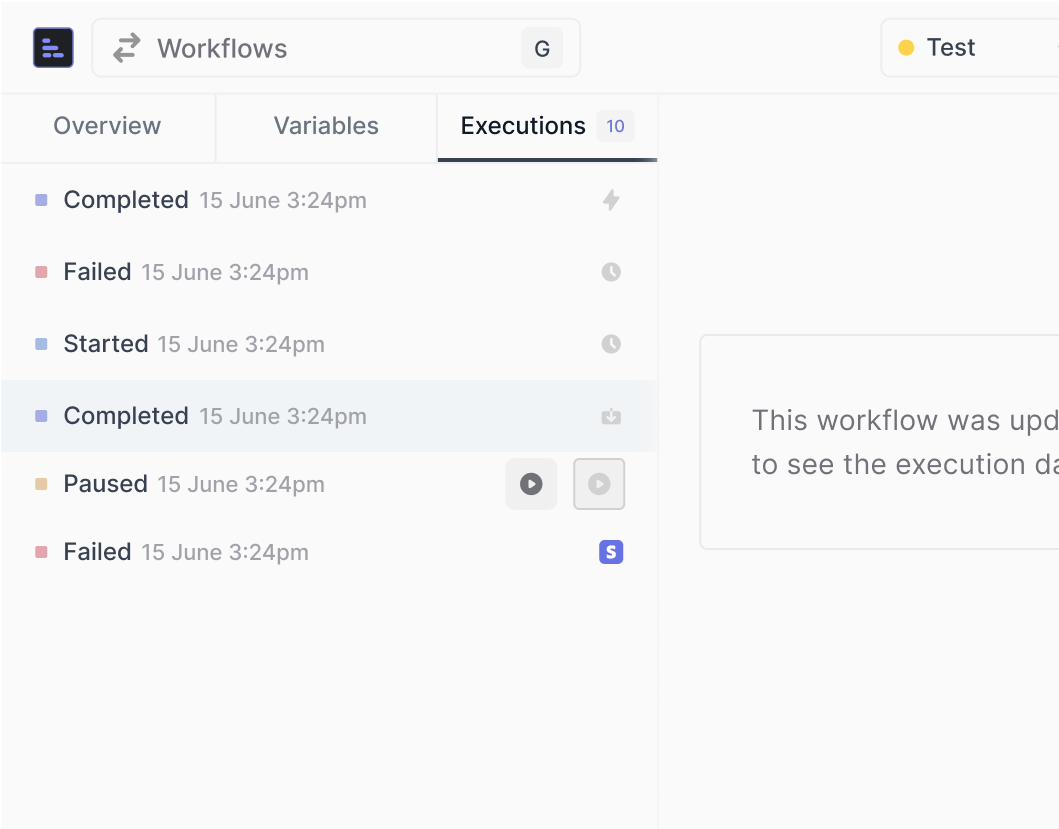 Workflows G
Test
Overview Variables Executions 10
Completed 15 June 3:24pm
Failed 15 June 3:24pm
Started 15 June 3:24pm
Completed 15 June 3:24pm
Paused 15 June 3:24pm
Failed 15 June 3:24pm
S
This workflow was upd
to see the execution da